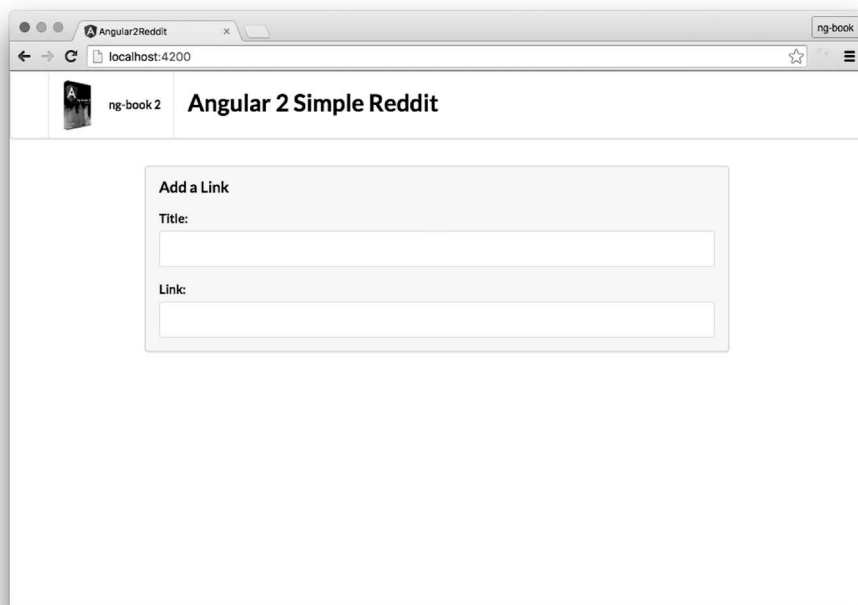 Angular2Reddit
ng-book
localhost:4200
ng-book 2
Angular 2 Simple Reddit
Add a Link
Title:
Link: